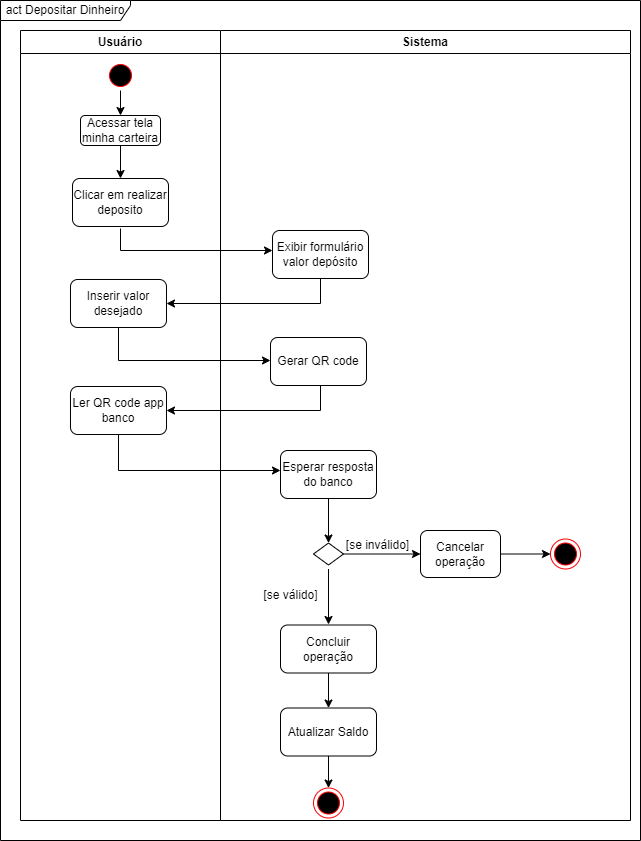 act Depositar Dinheiro
Usuário
Sistema
Acessar tela
minha carteira
Clicar em realizar
deposito
Exibir formulário
valor depósito
Inserir valor
desejado
Gerar QR code
Ler QR code app
banco
Esperar resposta
do banco
[se inválido]
Cancelar
operação
[se válido]
Concluir
operação
Atualizar Saldo